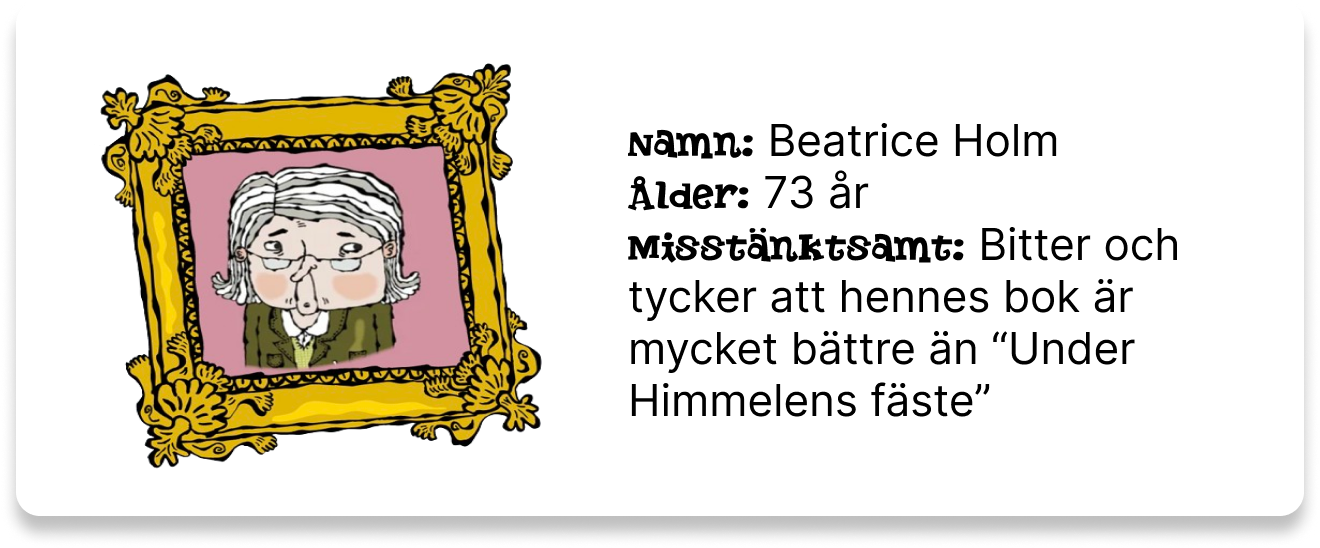 Namn: Beatrice Holm
Ålder: 73 år
Misstänktsamt: Bitter och
tycker att hennes bok är
mycket bättre än “Under
Himmelens fäste”